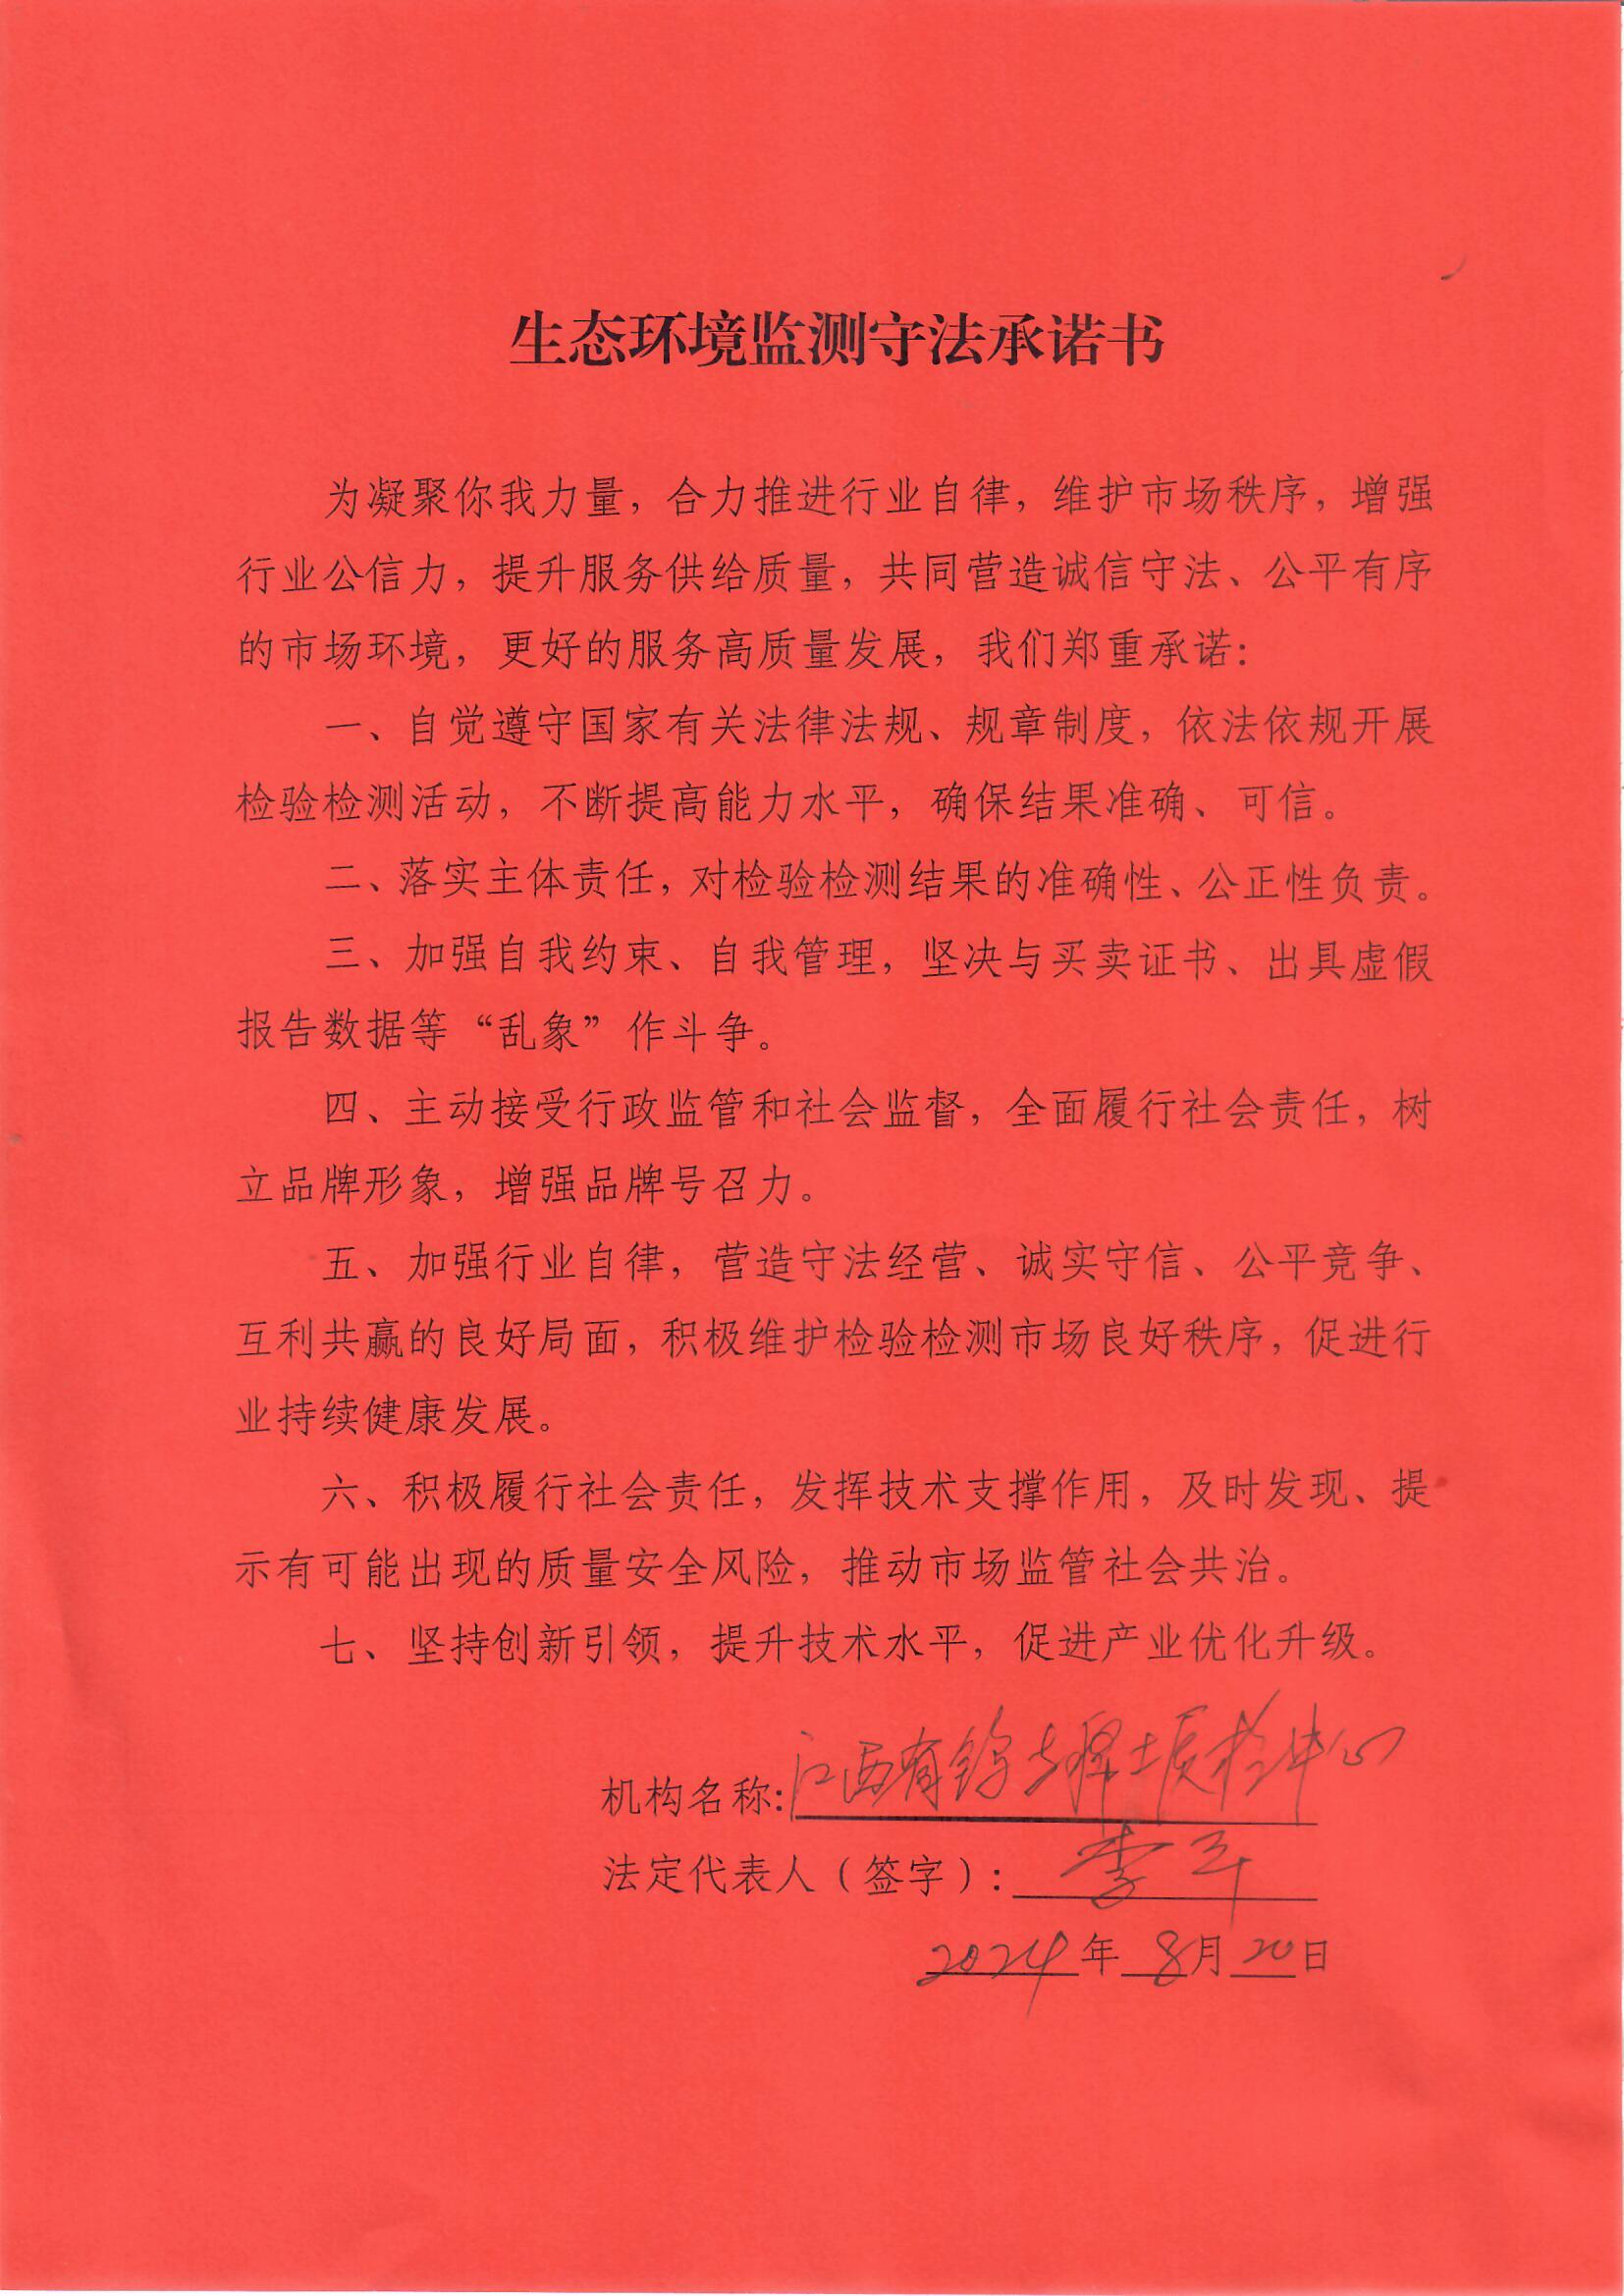 生态环境监测守法承诺书
为凝聚你我力量，合力推进行业自律，维护市场秩序，增强
行业公信力，提升服务供给质量，共同营造诚信守法、公平有序
的市场环境，更好的服务高质量发展，我们郑重承诺：
一、自觉遵守国家有关法律法规、规章制度，依法依规开展
检验检测活动，不断提高能力水平，确保结果准确、可信。
二、落实主体责任，对检验检测结果的准确性、公正性负责。
三、加强自我约束、自我管理，坚决与买卖证书、出具虚假
报告数据等“乱象”作斗争。
四、主动接受行政监管和社会监督，全面履行社会责任，树
立品牌形象，增强品牌号召力。
五、加强行业自律，营造守法经营、诚实守信、公平竞争、
互利共赢的良好局面，积极维护检验检测市场良好秩序，促进行
业持续健康发展。
六、积极履行社会责任，发挥技术支撑作用，及时发现、提
示有可能出现的质量安全风险，推动市场监管社会共治。
七、坚持创新引领，提升技术水平，促进产业优化升级。
机构名称:江西省钨与稀土质检中心
法定代表人（签字）：李平
2024年8月20日